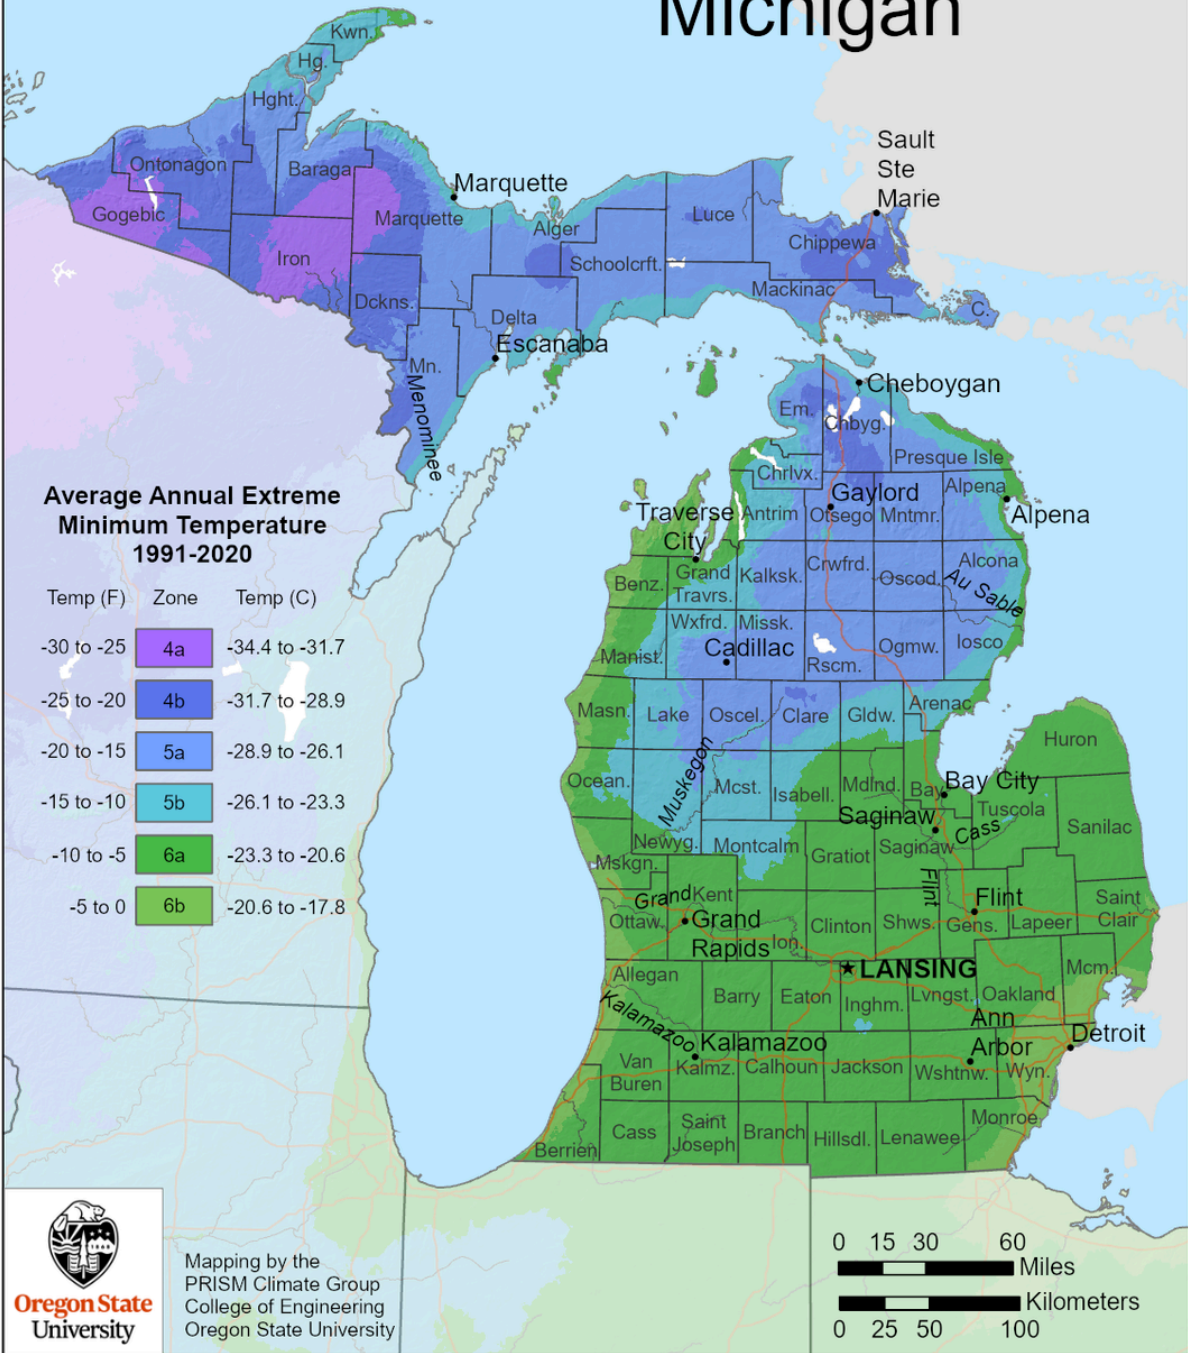 Michigan
Kwn.
Hg.
Hght.
Ontonagon
Baraga
Gogebic
Marquette
Marquette
Iron
Alger
Luce
Sault
Ste
Marie
Chippewa
Schoolcrft.
Mackinac
Dckns.
Delta
Escanaba
C.
Mn.
Menominee
Cheboygan
Em.
Chbyg.
Presque Isle
Chrlvx.
Gaylord
Alpena
Alpena
Traverse
City
Antrim
Otsego
Mntmr.
Benz.
Grand
Travrs.
Kalksk.
Crwfrd.
Oscod.
Alcona
Au Sable
Wxfrd.
Missk.
Manist.
Cadillac
Rscm.
Ogmw.
Iosco
Masn.
Lake
Oscel.
Clare
Gldw.
Arenac
Huron
Ocean.
Muskegon
Mcst.
Isabell.
Mdlnd.
Bay
Bay City
Tuscola
Saginaw
Cass
Sanilac
Newyg.
Montcalm
Gratiot
Saginaw
Mskgn.
Flint
Grand
Kent
Flint
Saint
Clair
Ottaw.
Grand
Rapids
Ion.
Clinton
Shws.
Gens.
Lapeer
LANSING
Allegan
Barry
Eaton
Inghm.
Lvngst.
Oakland
Mcm.
Kalamazoo
Ann
Arbor
Detroit
Kalamazoo
Van
Buren
Kalmz.
Calhoun
Jackson
Wshtnw.
Wyn.
Berrien
Cass
Saint
Joseph
Branch
Hillsdl.
Lenawee
Monroe
Average Annual Extreme
Minimum Temperature
1991-2020
Temp (F) Zone Temp (C)
-30 to -25 4a -34.4 to -31.7
-25 to -20 4b -31.7 to -28.9
-20 to -15 5a -28.9 to -26.1
-15 to -10 5b -26.1 to -23.3
-10 to -5 6a -23.3 to -20.6
-5 to 0 6b -20.6 to -17.8
Oregon State
University
Mapping by the
PRISM Climate Group
College of Engineering
Oregon State University
0 15 30 60
Miles
Kilometers
0 25 50 100